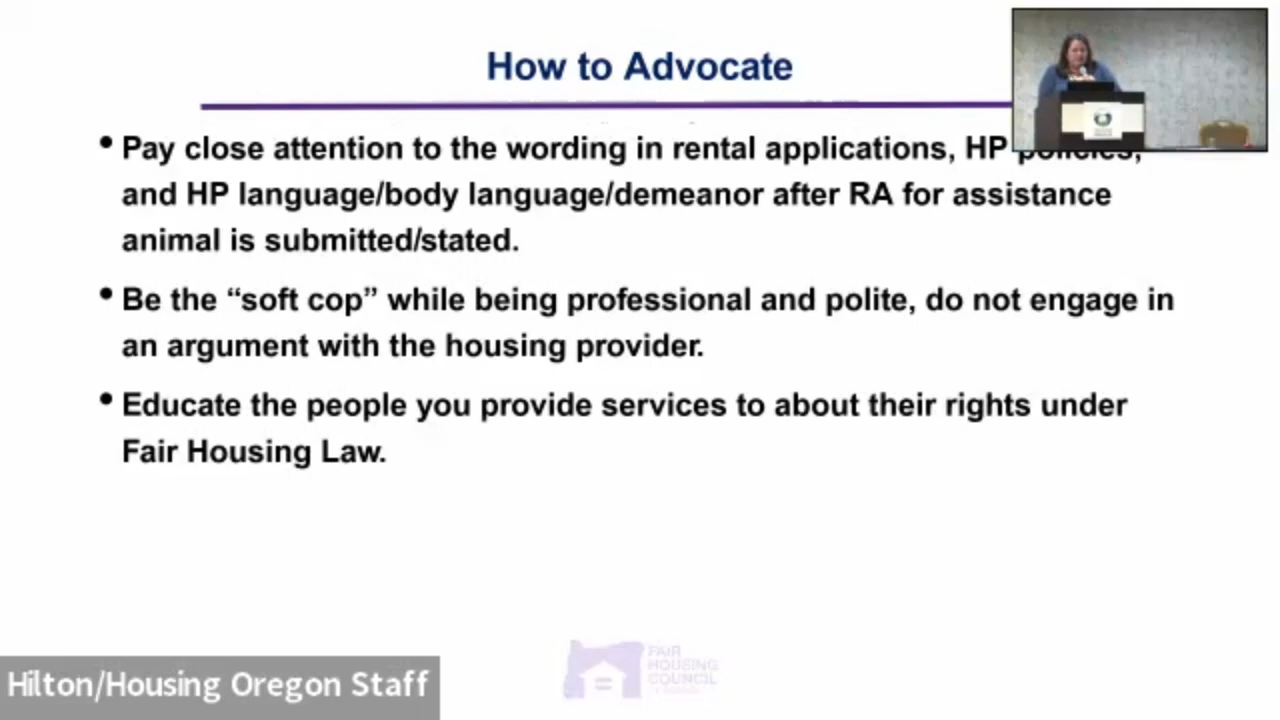 How to Advocate
• Pay close attention to the wording in rental applications, HP policies,
and HP language/body language/demeanor after RA for assistance
animal is submitted/stated.
• Be the “soft cop” while being professional and polite, do not engage in
an argument with the housing provider.
• Educate the people you provide services to about their rights under
Fair Housing Law.
FAIR
HOUSING
COUNCIL
Hilton/Housing Oregon Staff